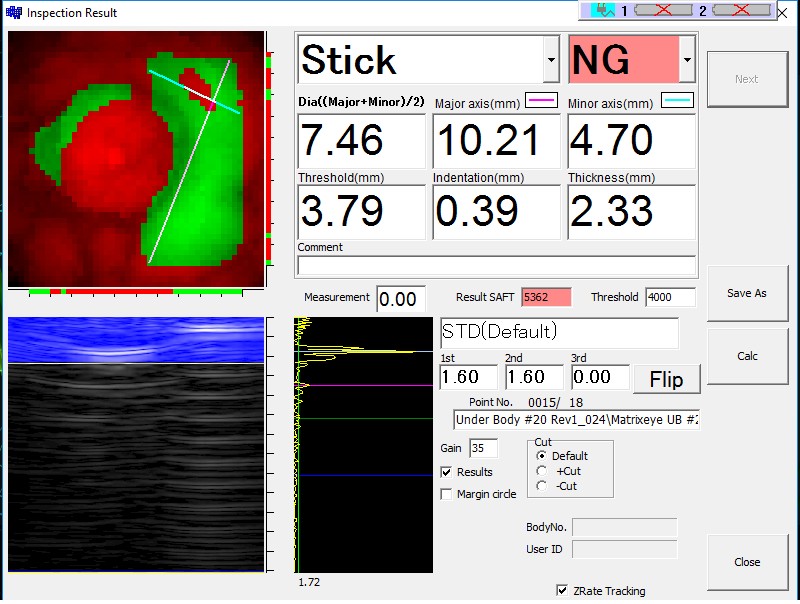 Inspection Result
1 2
Stick NG
Next
Dia((Major+Minor)/2) Major axis(mm) Minor axis(mm)
7.46 10.21 4.70
Threshold(mm) Indentation(mm) Thickness(mm)
3.79 0.39 2.33
Comment
Measurement 0.00 Result SAFT 5362 Threshold 4000
Save As
STD(Default)
1st 2nd 3rd
1.60 1.60 0.00 Flip
Calc
Point No. 0015/ 18
Under Body #20 Rev1_024\Matrixeye UB #2
Gain 35
Cut
Default
+Cut
-Cut
Results
Margin circle
BodyNo.
User ID
Close
1.72
ZRate Tracking